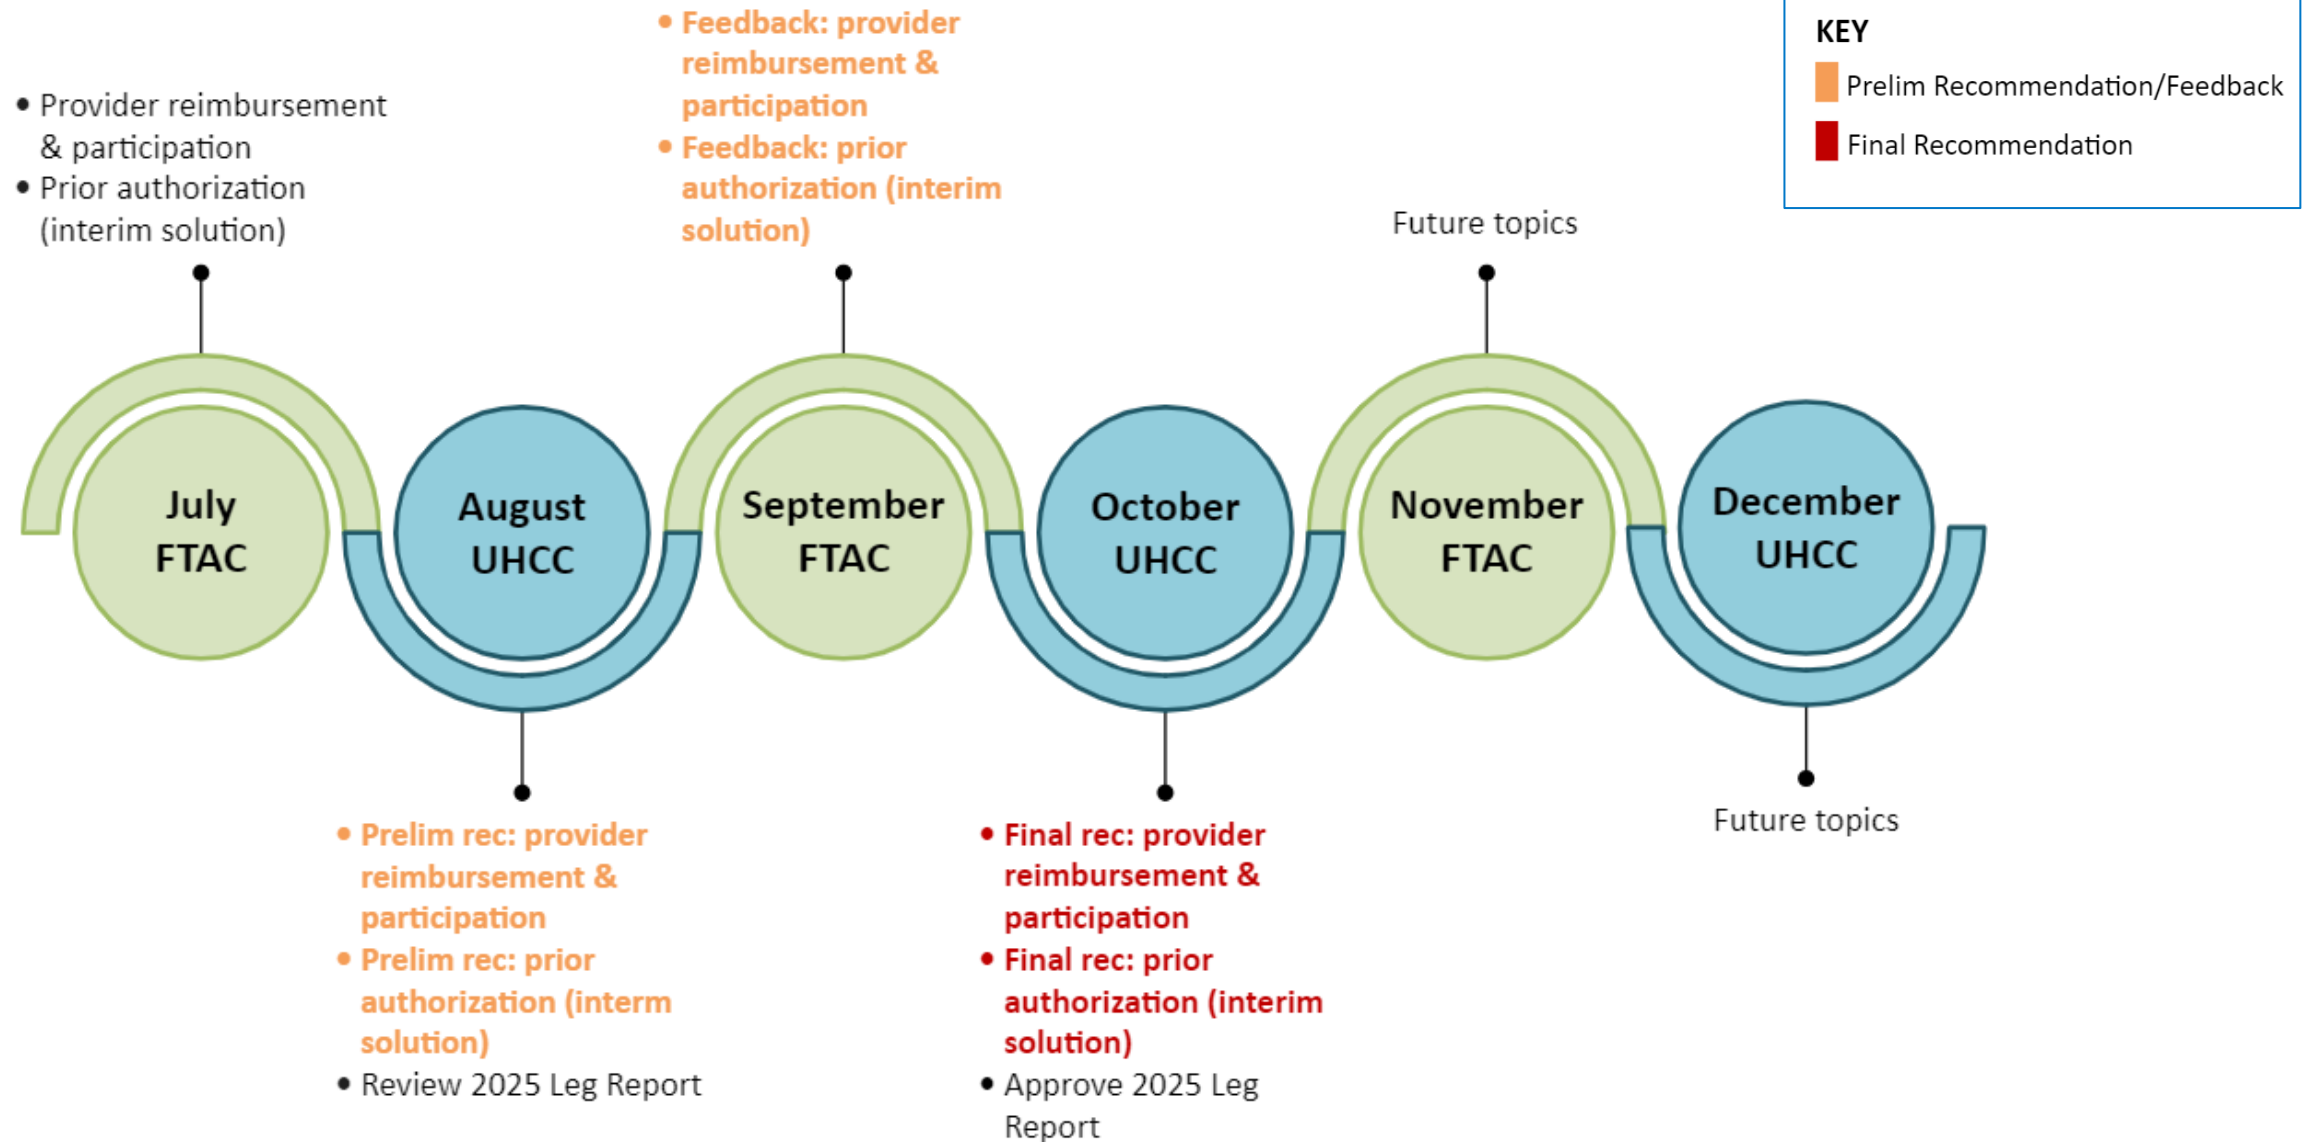 • Feedback: provider
reimbursement &
participation
• Feedback: prior
authorization (interim
solution)
KEY
Prelim Recommendation/Feedback
Final Recommendation
• Provider reimbursement
& participation
• Prior authorization
(interim solution)
Future topics
July
FTAC
August
UHCC
September
FTAC
October
UHCC
November
FTAC
December
UHCC
• Prelim rec: provider
reimbursement &
participation
• Prelim rec: prior
authorization (interm
solution)
• Review 2025 Leg Report
• Final rec: provider
reimbursement &
participation
• Final rec: prior
authorization (interim
solution)
• Approve 2025 Leg
Report
Future topics